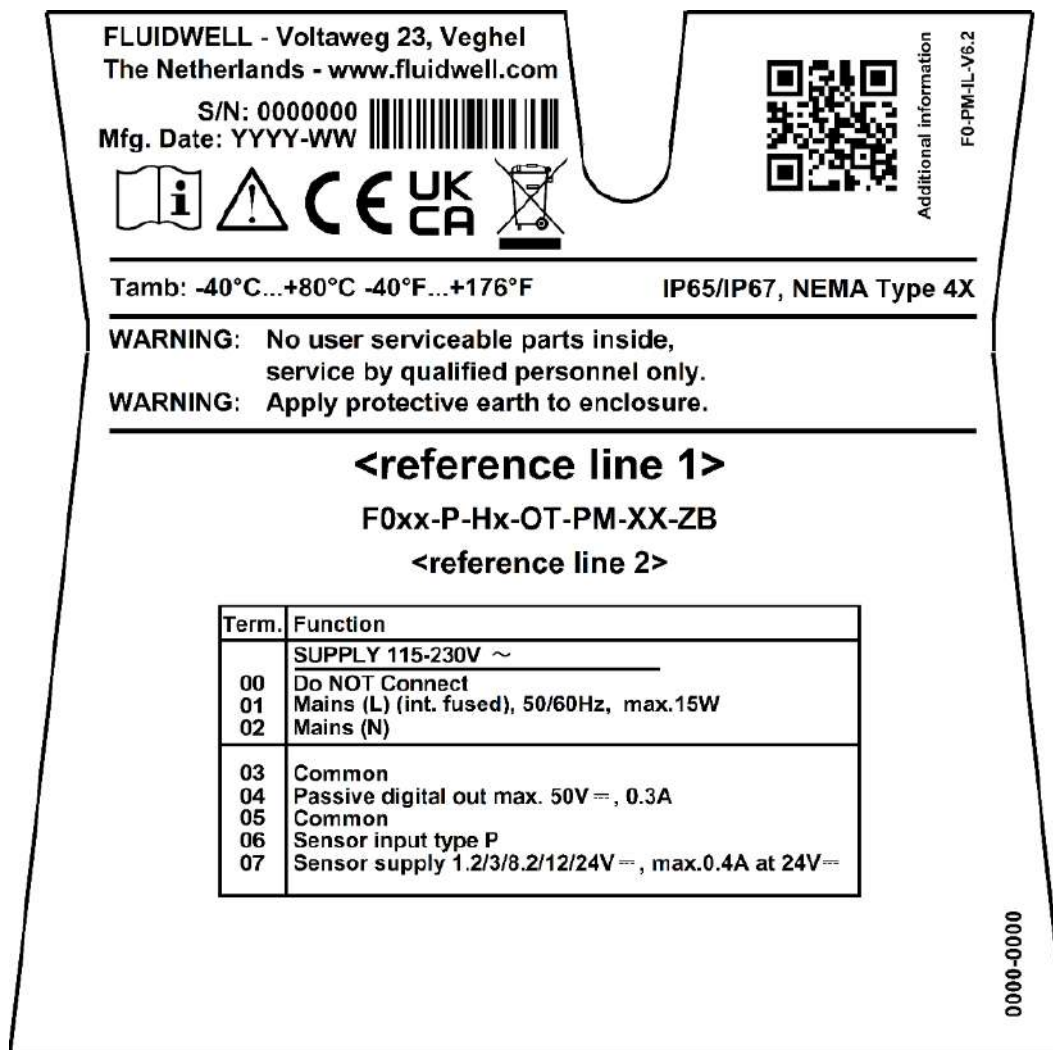 FLUIDWELL - Voltaweg 23, Veghel
The Netherlands - www.fluidwell.com
S/N: 0000000
Mfg. Date: YYYY-WW
i
CE
UK
CA
Additional information
F0-PM-IL-V6.2
Tamb: -40°C...+80°C -40°F...+176°F
IP65/IP67, NEMA Type 4X
WARNING: No user serviceable parts inside,
service by qualified personnel only.
WARNING: Apply protective earth to enclosure.
<reference line 1>
F0xx-P-Hx-OT-PM-XX-ZB
<reference line 2>
Term. Function
SUPPLY 115-230V ~
00 Do NOT Connect
01 Mains (L) (int. fused), 50/60Hz, max.15W
02 Mains (N)
03 Common
04 Passive digital out max. 50V⎓, 0.3A
05 Common
06 Sensor input type P
07 Sensor supply 1.2/3/8.2/12/24V⎓, max.0.4A at 24V⎓
0000-0000